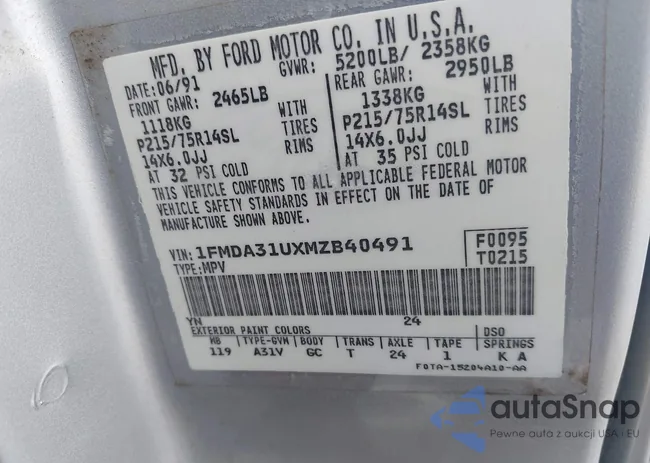 MFD. BY FORD MOTOR CO. IN U.S.A.
DATE: 06/91 GVWR: 5200LB/ 2358KG
FRONT GAWR: 2465LB REAR GAWR: 2950LB
1118KG WITH 1338KG WITH
P215/75R14SL TIRES P215/75R14SL TIRES
14X6.0JJ RIMS 14X6.0JJ RIMS
AT 32 PSI COLD AT 35 PSI COLD
THIS VEHICLE CONFORMS TO ALL APPLICABLE FEDERAL MOTOR
VEHICLE SAFETY STANDARDS IN EFFECT ON THE DATE OF
MANUFACTURE SHOWN ABOVE.
VIN: 1FMDA31UXMZB40491 F0095
TYPE: MPV T0215
YN 24
EXTERIOR PAINT COLORS DSO
WB TYPE-GVW BODY TRANS AXLE TAPE SPRINGS
119 A31V GC T 24 1 K A
F0TA-15204A10-AA
autaSnap
Pewne auta z aukcji USA i EU